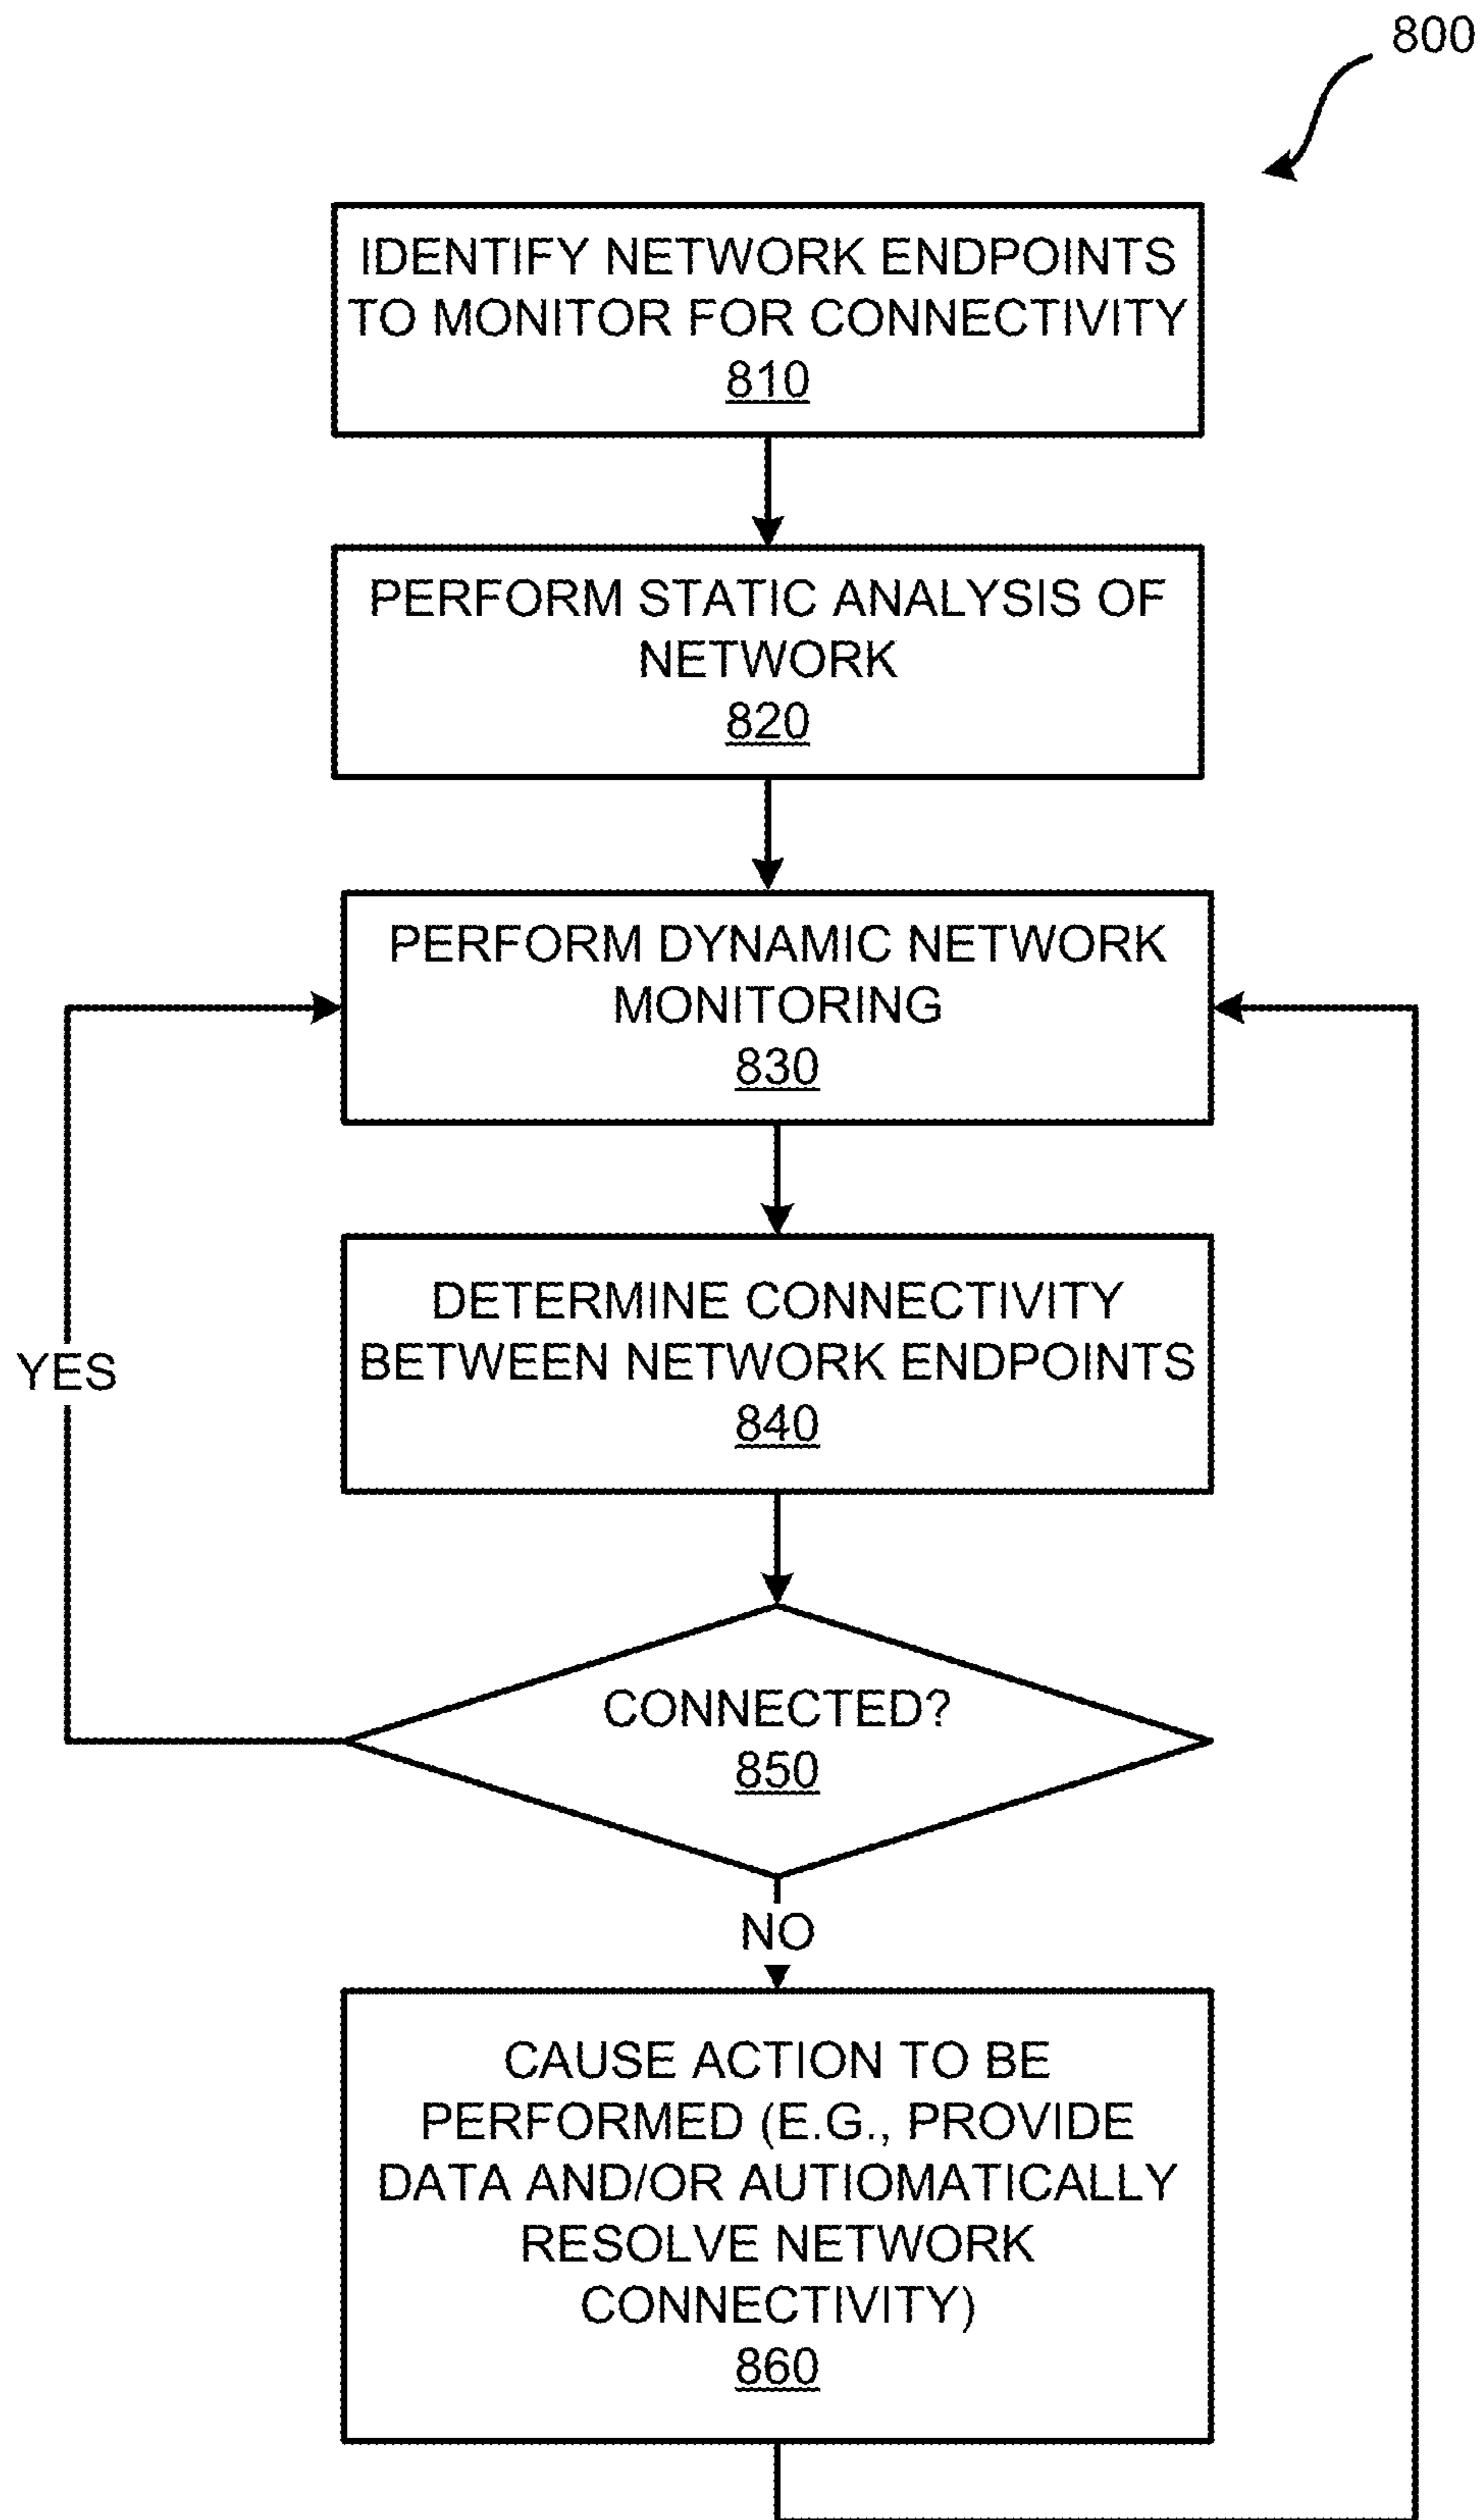 800
IDENTIFY NETWORK ENDPOINTS
TO MONITOR FOR CONNECTIVITY
810
PERFORM STATIC ANALYSIS OF
NETWORK
820
PERFORM DYNAMIC NETWORK
MONITORING
830
DETERMINE CONNECTIVITY
BETWEEN NETWORK ENDPOINTS
840
YES
CONNECTED?
850
NO
CAUSE ACTION TO BE
PERFORMED (E.G., PROVIDE
DATA AND/OR AUTIOMATICALLY
RESOLVE NETWORK
CONNECTIVITY)
860